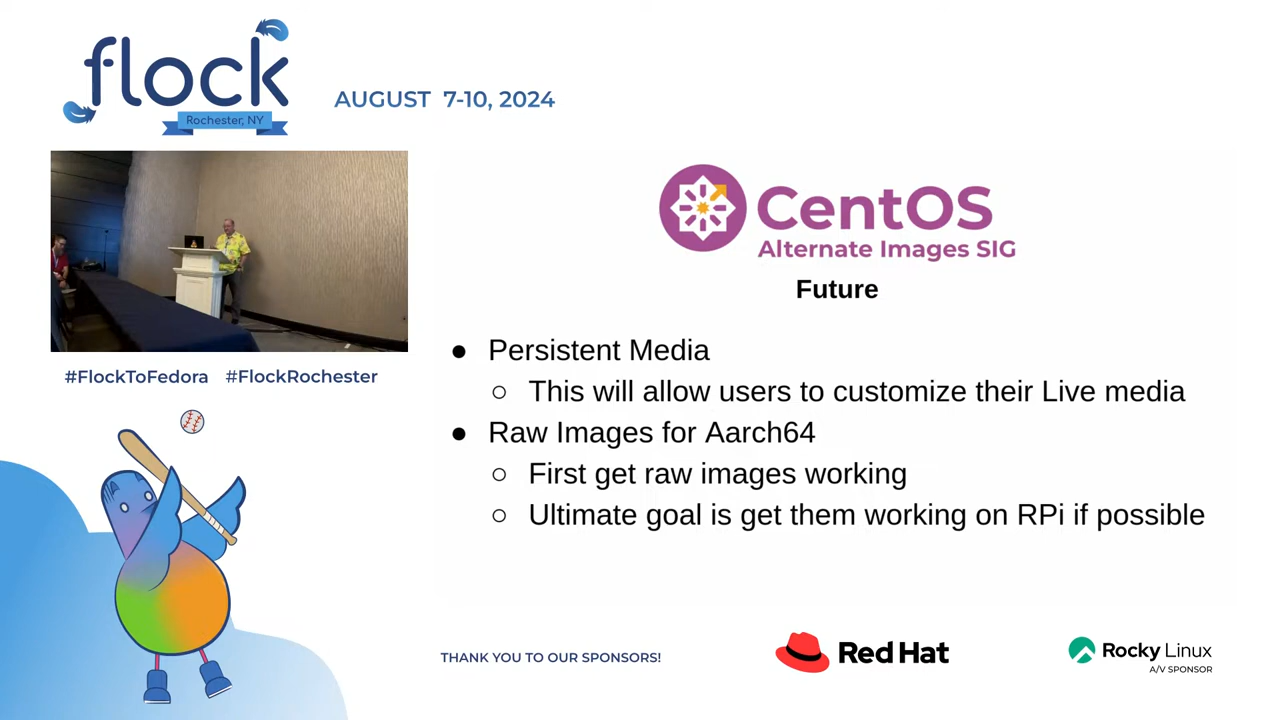 flock
Rochester, NY
AUGUST 7-10, 2024
#FlockToFedora #FlockRochester
CentOS
Alternate Images SIG
Future
● Persistent Media
○ This will allow users to customize their Live media
● Raw Images for Aarch64
○ First get raw images working
○ Ultimate goal is get them working on RPi if possible
THANK YOU TO OUR SPONSORS!
Red Hat
Rocky Linux
A/V SPONSOR